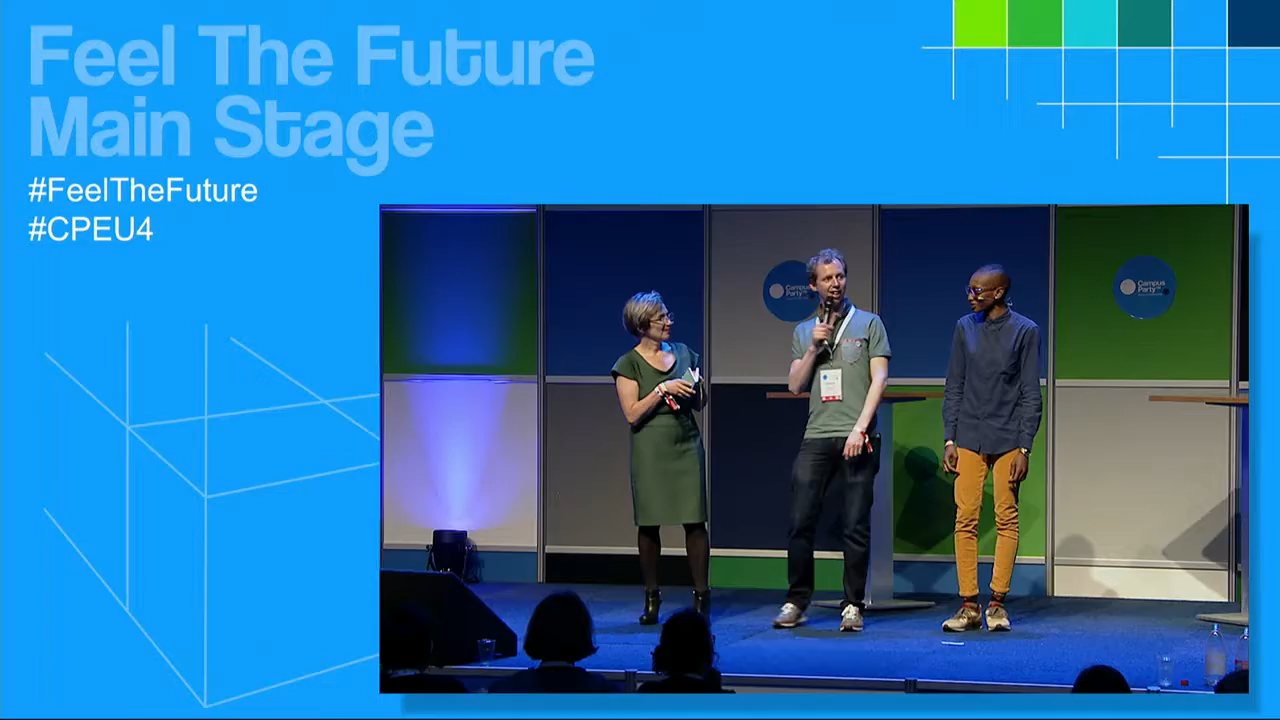 Feel The Future
Main Stage
#FeelTheFuture
#CPEU4
Campus
Party
Campus
Party